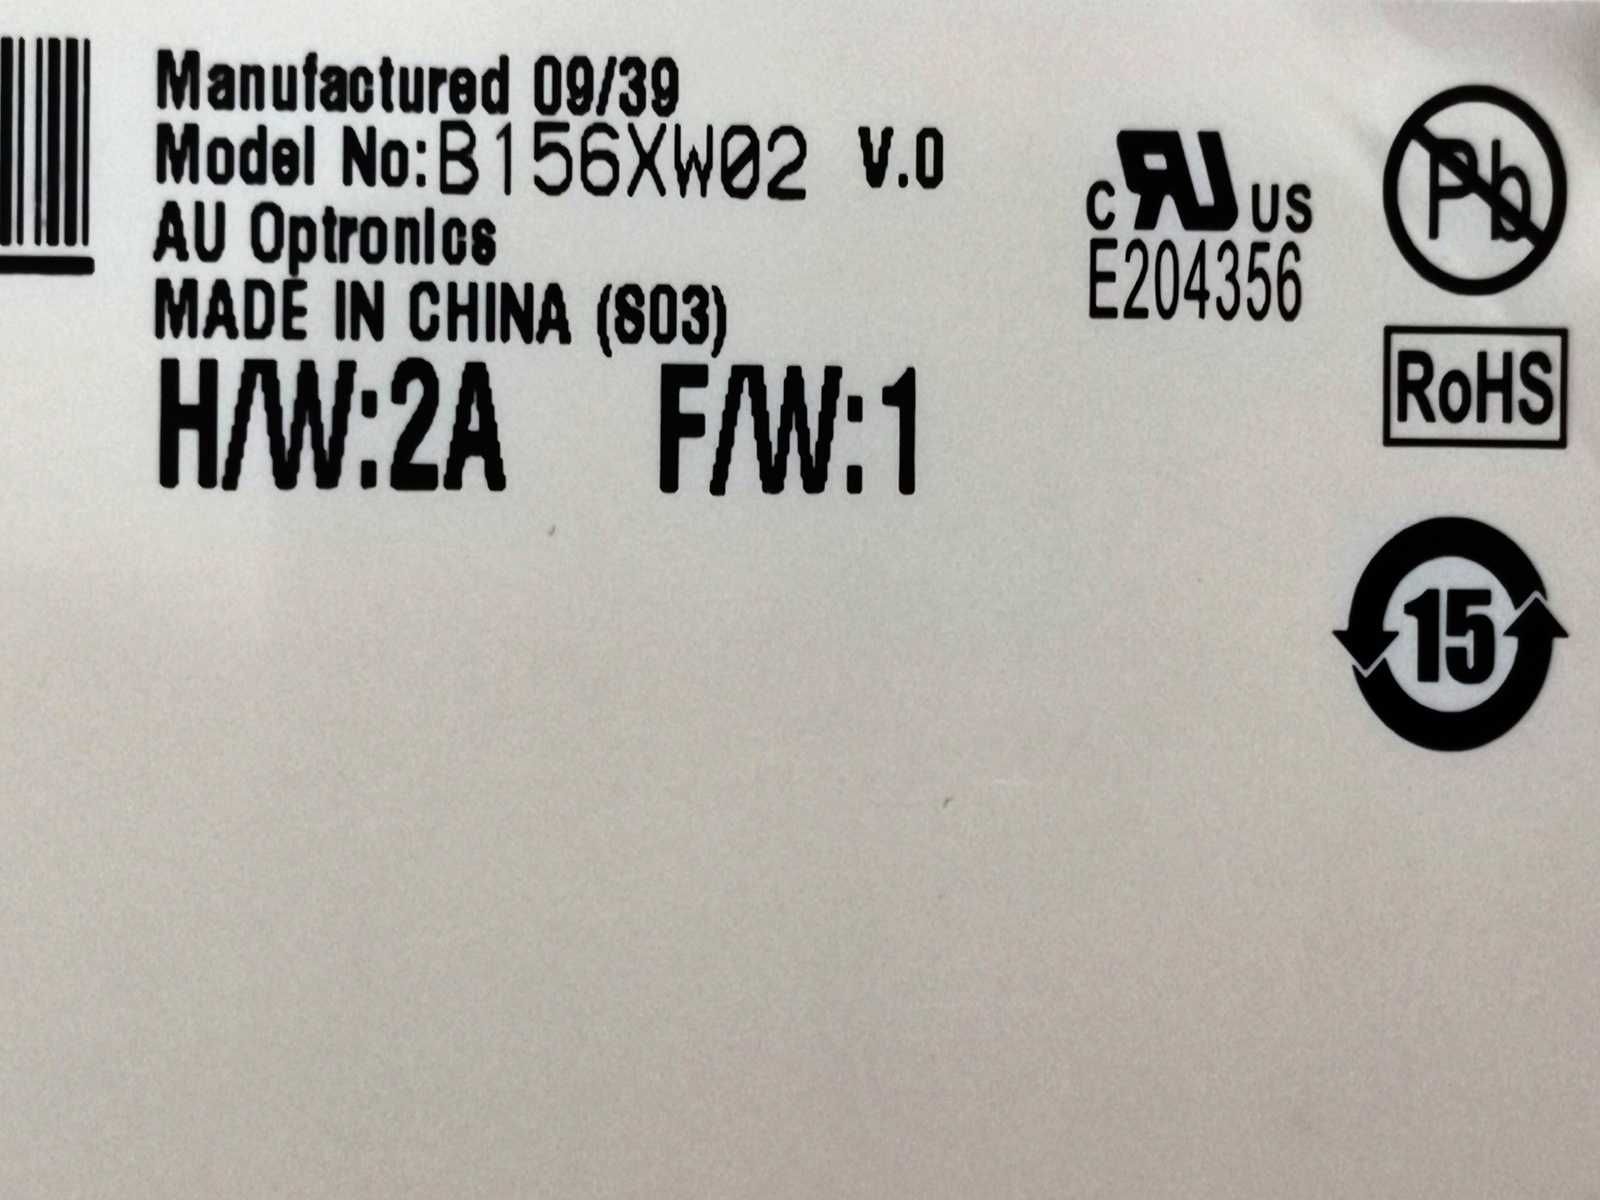 Manufactured 09/39
Model No:B156XW02 V.0
AU Optronics
MADE IN CHINA (S03)
H/W:2A F/W:1
c RU US
E204356
Pb
RoHS
15